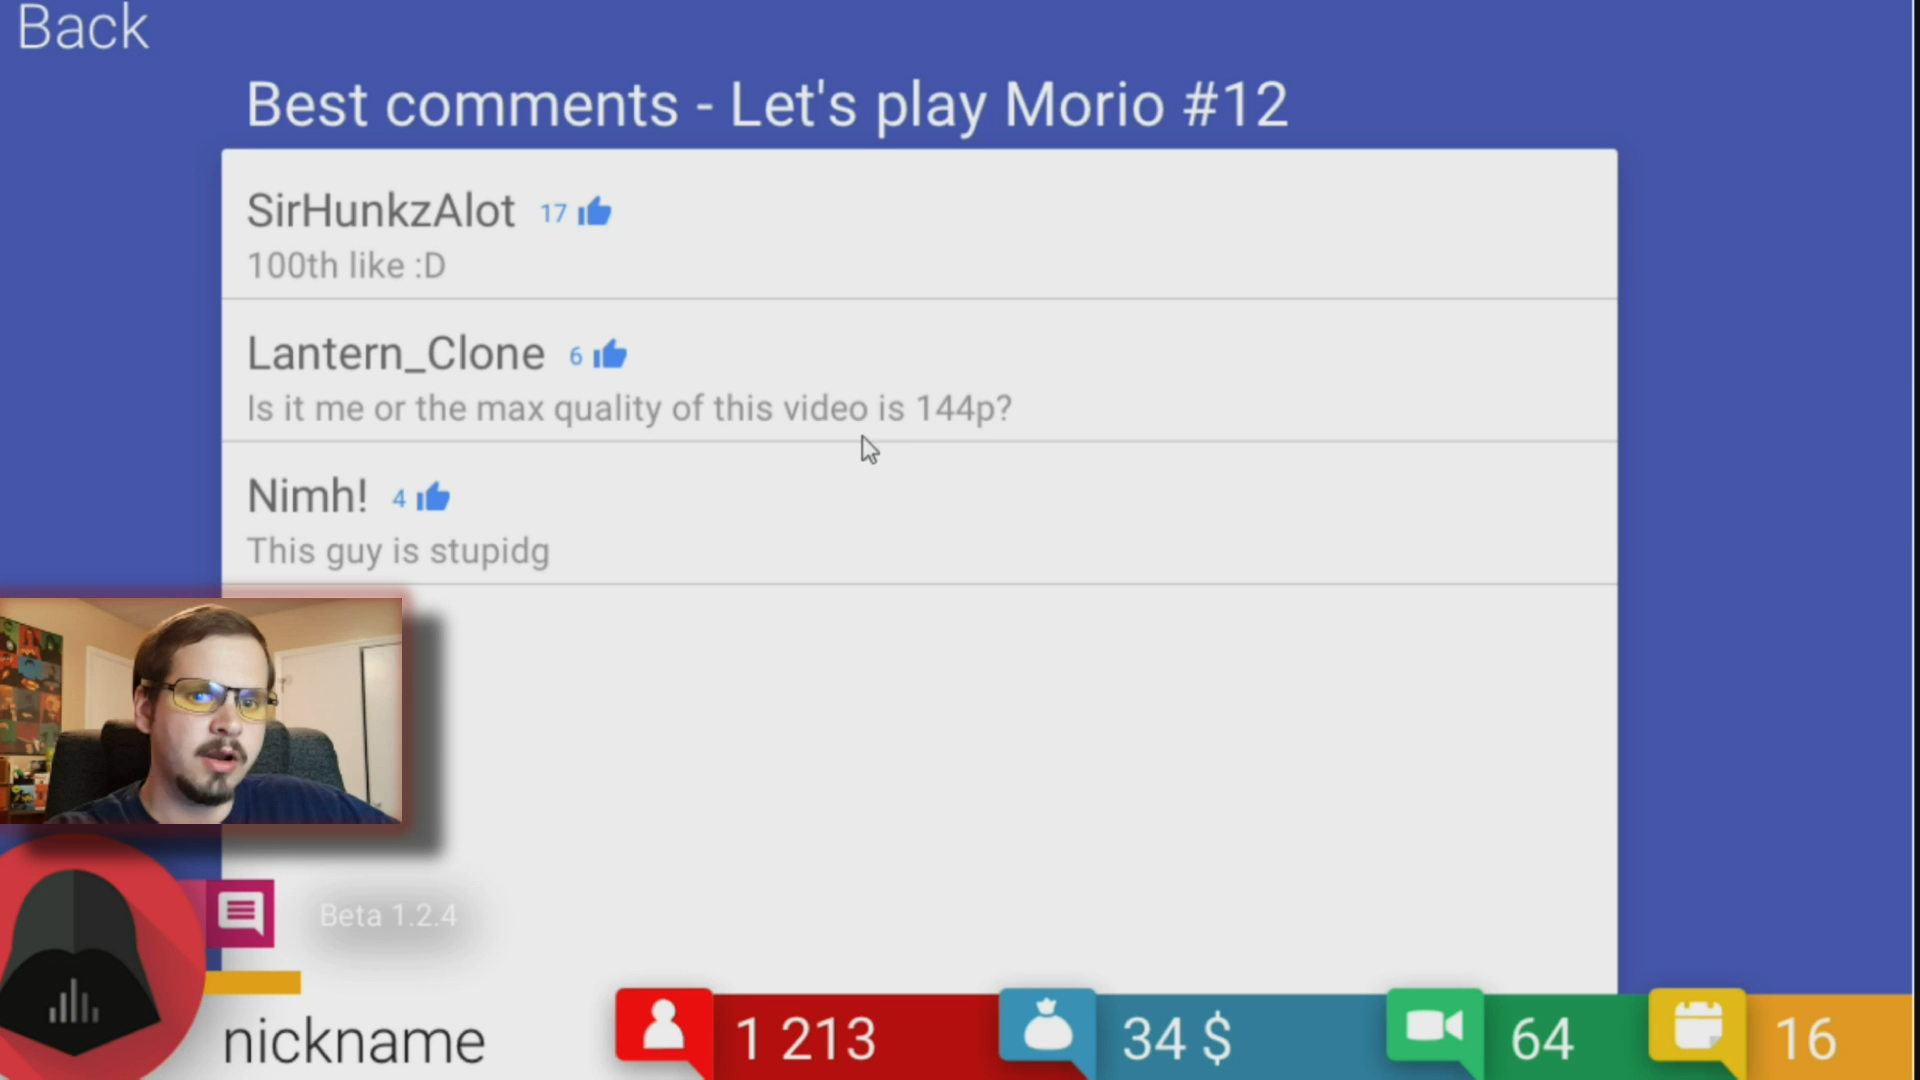 Back
Best comments - Let's play Morio #12
SirHunkzAlot 17
100th like :D
Lantern_Clone 6
Is it me or the max quality of this video is 144p?
Nimh! 4
This guy is stupidg
Beta 1.2.4
nickname
1 213
34 $
64
16